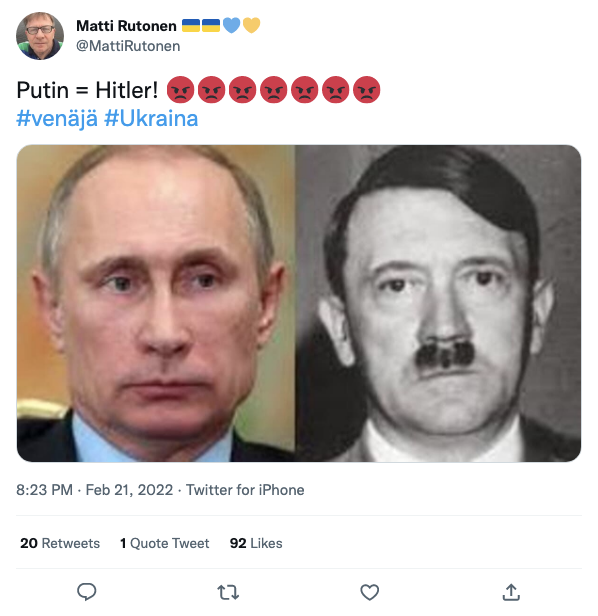 Matti Rutonen 🇺🇦🇺🇦💙💛
@MattiRutonen
Putin = Hitler! 😡😡😡😡😡😡😡
#venäjä #Ukraina
8:23 PM · Feb 21, 2022 · Twitter for iPhone
20 Retweets 1 Quote Tweet 92 Likes